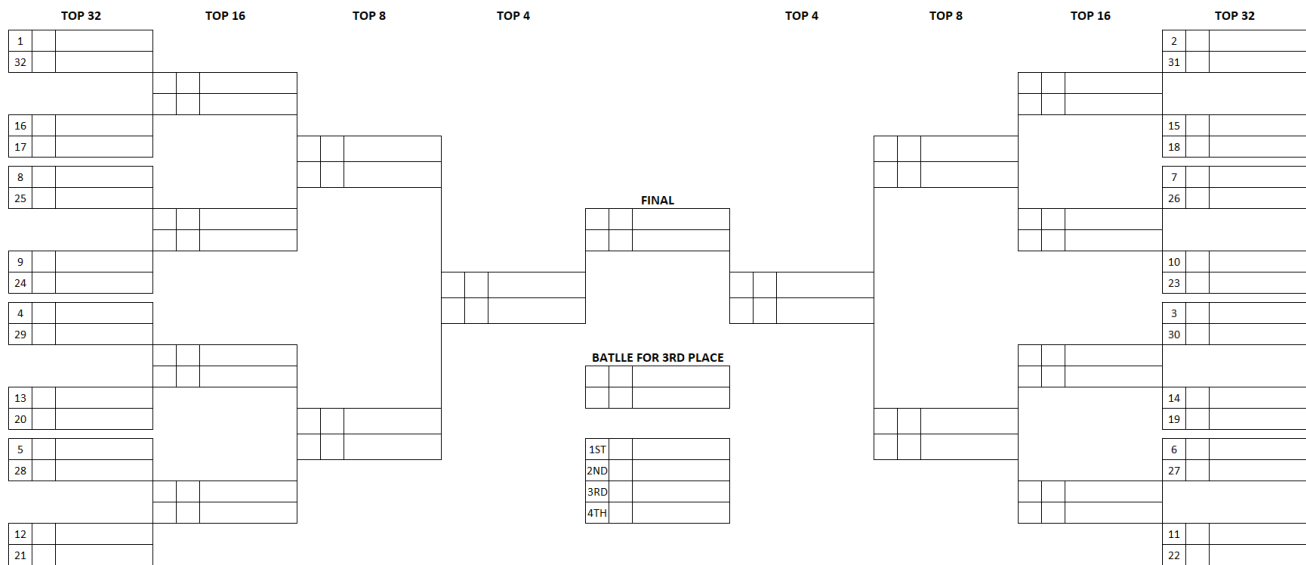 TOP 32 TOP 16 TOP 8 TOP 4 TOP 4 TOP 8 TOP 16 TOP 32
1 2
32 31
16 15
17 18
8 7
25 26
FINAL
9 10
24 23
4 3
29 30
BATLLE FOR 3RD PLACE
13 14
20 19
5 1ST 6
28 2ND 27
3RD
4TH
12 11
21 22